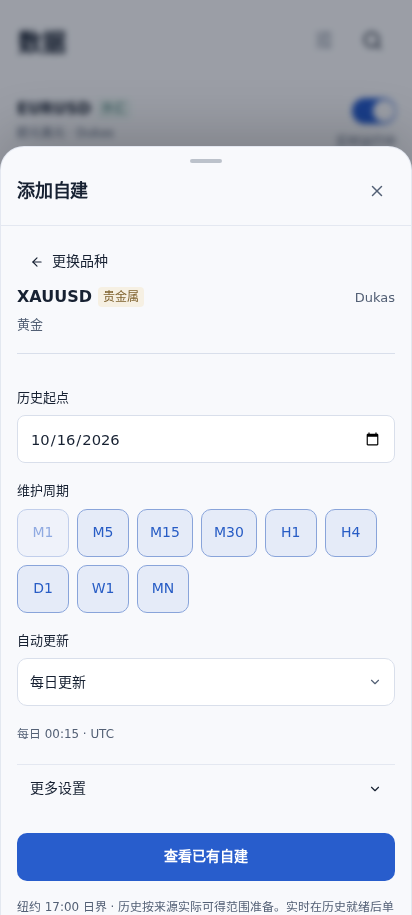 数据
EURUSD
添加自建
更换品种
XAUUSD 贵金属 Dukas
黄金
历史起点
10/16/2026
维护周期
M1 M5 M15 M30 H1 H4
D1 W1 MN
自动更新
每日更新
每日 00:15 · UTC
更多设置
查看已有自建
纽约 17:00 日界 · 历史按来源实际可得范围准备。实时在历史就绪后单